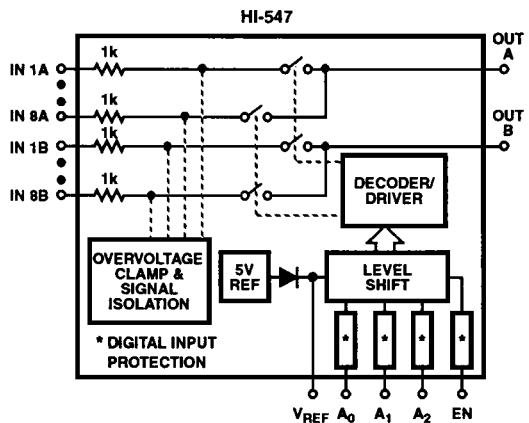 HI-547
OUT
A
1k
IN 1A
1k
IN 8A
OUT
B
1k
IN 1B
1k
IN 8B
DECODER/
DRIVER
OVERVOLTAGE
CLAMP &
SIGNAL
ISOLATION
5V
REF
LEVEL
SHIFT
* DIGITAL INPUT
PROTECTION
* * * *
VREF A0 A1 A2 EN